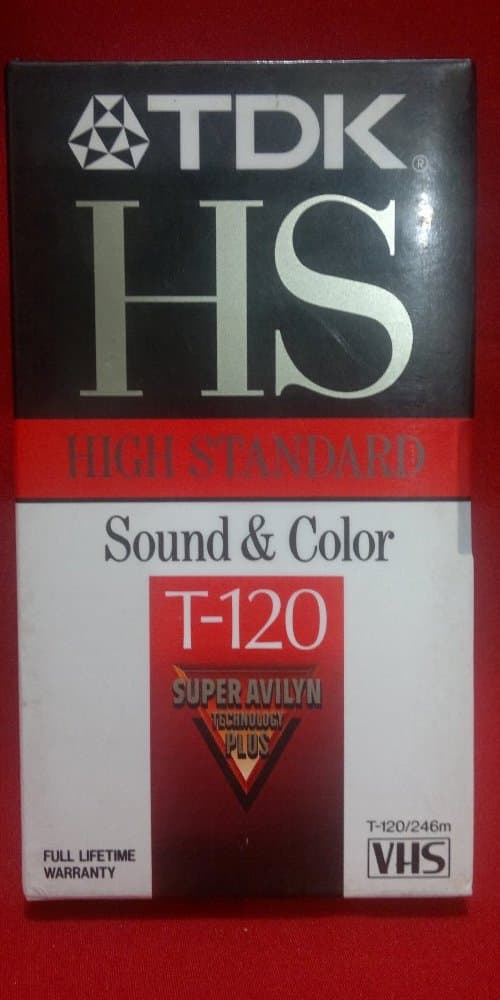 TDK®
HS
HIGH STANDARD
Sound & Color
T-120
SUPER AVILYN
TECHNOLOGY
PLUS
T-120/246m
VHS
FULL LIFETIME
WARRANTY